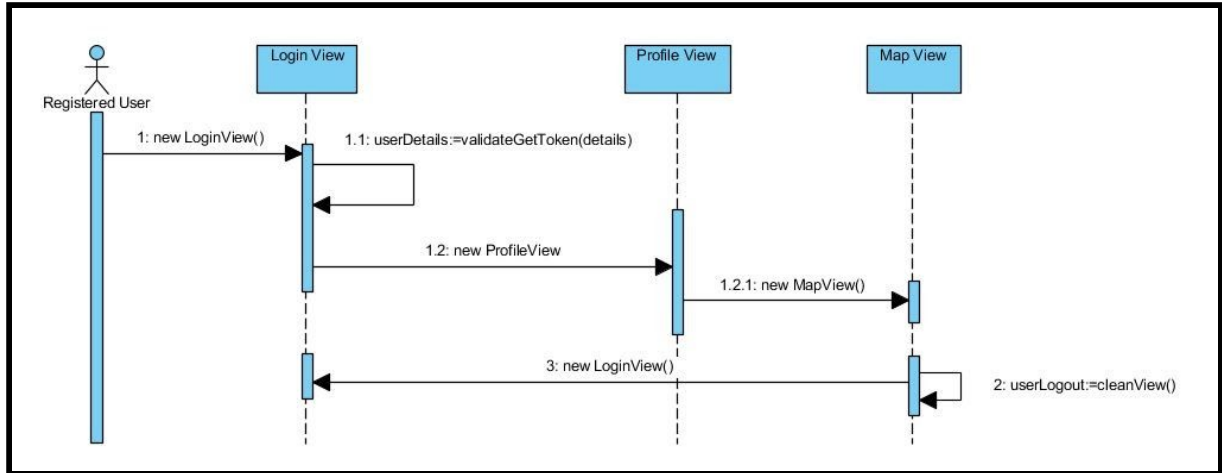 Login View
Profile View
Map View
Registered User
1: new LoginView()
1.1: userDetails:=validateGetToken(details)
1.2: new ProfileView
1.2.1: new MapView()
3: new LoginView()
2: userLogout:=cleanView()